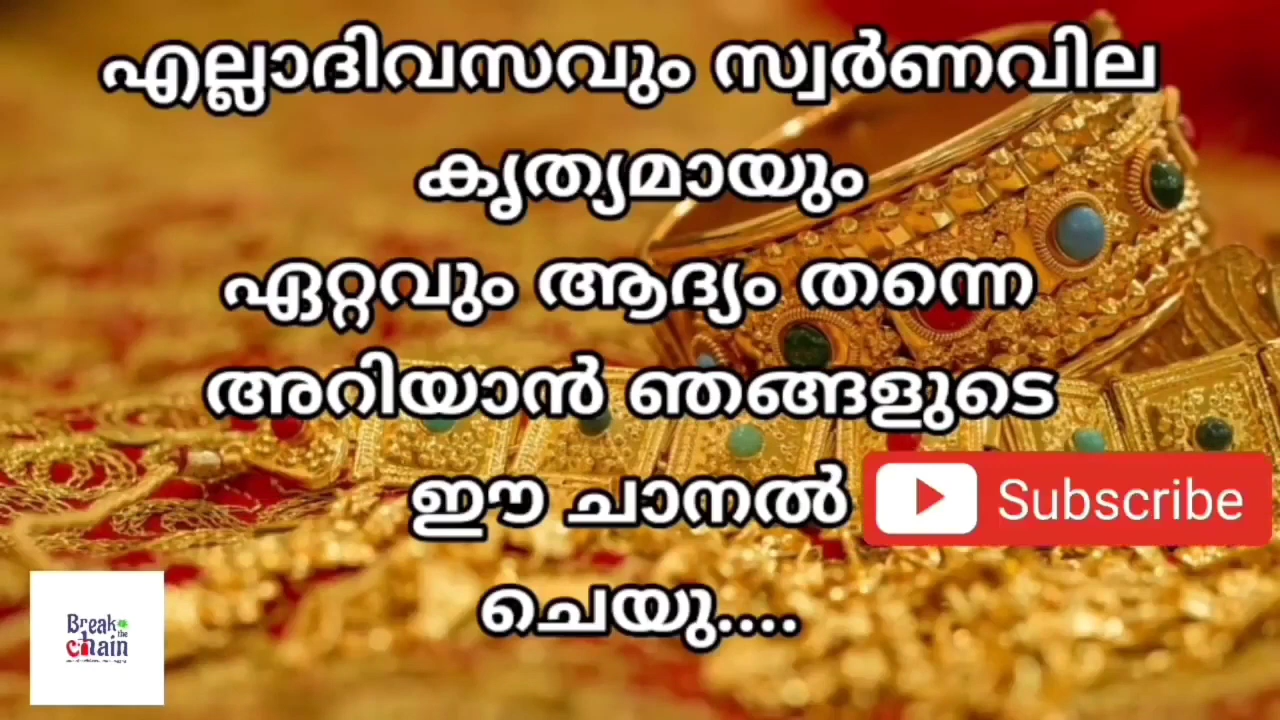 എല്ലാദിവസവും സ്വർണവില
കൃത്യമായും
ഏറ്റവും ആദ്യം തന്നെ
അറിയാൻ ഞങ്ങളുടെ
ഈ ചാനൽ Subscribe
ചെയു....
Break
the
chain